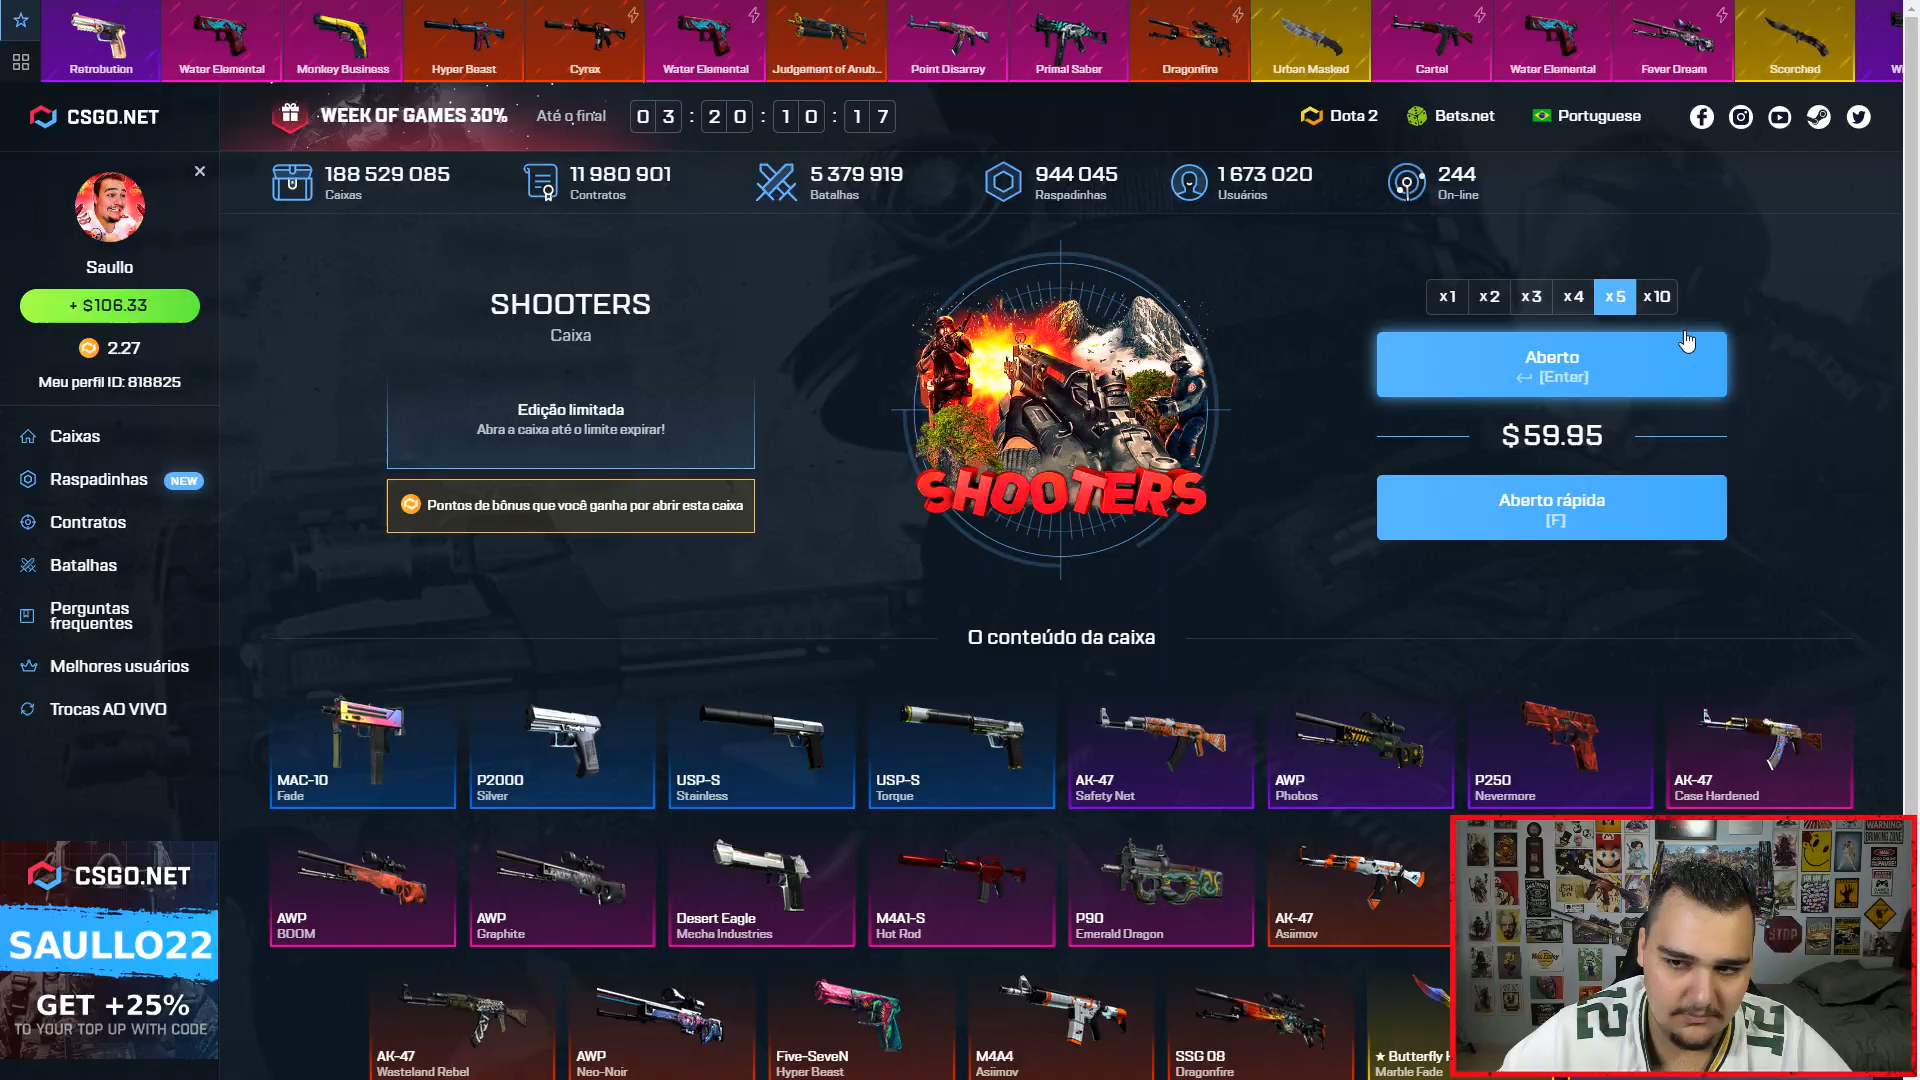 Retrobution
Water Elemental
Monkey Business
Hyper Beast
Cyrex
Water Elemental
Judgement of Anub...
Point Disarray
Primal Saber
Dragonfire
Urban Masked
Cartel
Water Elemental
Fever Dream
Scorched
CSGO.NET
WEEK OF GAMES 30%
Até o final
03:20:10:17
Dota 2
Bets.net
Portuguese
188 529 085
Caixas
11 980 901
Contratos
5 379 919
Batalhas
944 045
Raspadinhas
1 673 020
Usuários
244
On-line
Saullo
+ $106.33
2.27
Meu perfil ID: 818825
Caixas
Raspadinhas NEW
Contratos
Batalhas
Perguntas
frequentes
Melhores usuários
Trocas AO VIVO
CSGO.NET
SAULLO22
GET +25%
TO YOUR TOP UP WITH CODE
SHOOTERS
Caixa
Edição limitada
Abra a caixa até o limite expirar!
Pontos de bônus que você ganha por abrir esta caixa
SHOOTERS
x1 x2 x3 x4 x5 x10
Aberto
[Enter]
$59.95
Aberto rápida
[F]
O conteúdo da caixa
MAC-10
Fade
P2000
Silver
USP-S
Stainless
USP-S
Torque
AK-47
Safety Net
AWP
Phobos
P250
Nevermore
AK-47
Case Hardened
AWP
BOOM
AWP
Graphite
Desert Eagle
Mecha Industries
M4A1-S
Hot Rod
P90
Emerald Dragon
AK-47
Asiimov
AK-47
Wasteland Rebel
AWP
Neo-Noir
Five-SeveN
Hyper Beast
M4A4
Asiimov
SSG 08
Dragonfire
★ Butterfly
Marble Fade
WARNING
STOP
12